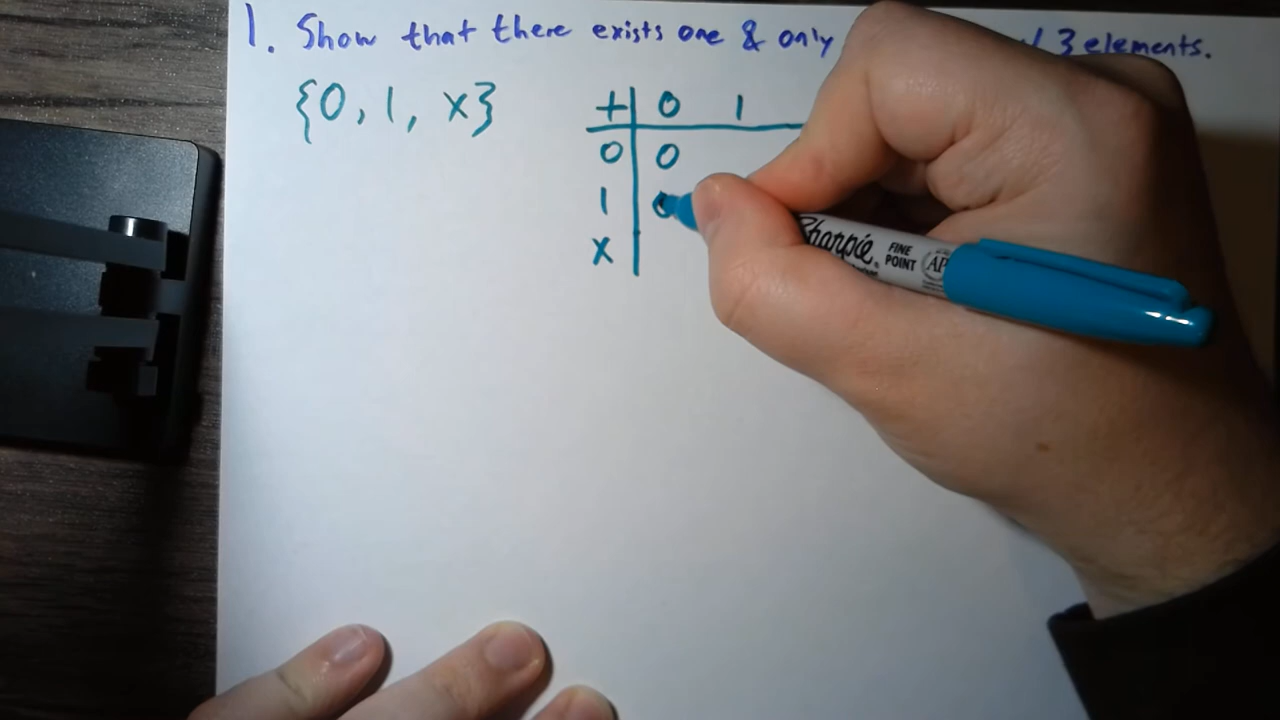 1. Show that there exists one & only 3 elements.
{0, 1, x}
+ 0 1
0 0
1
x
Sharpie. FINE POINT AP